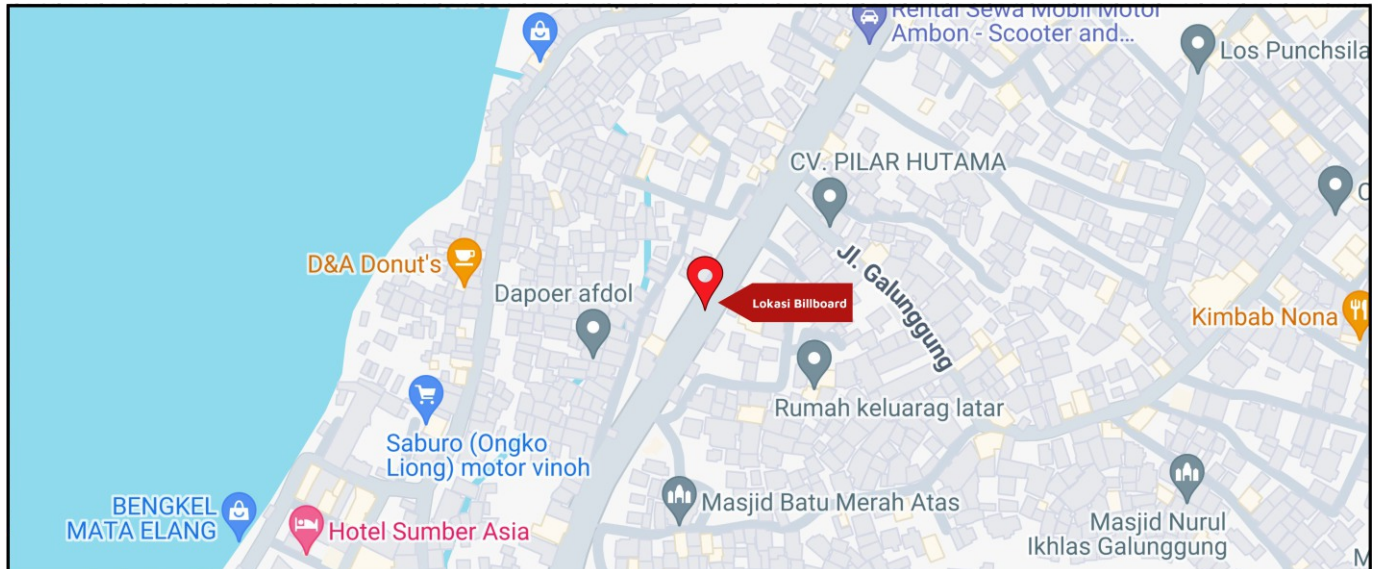 Rental Sewa Mobil Motor
Ambon - Scooter and...
Los Punchsila
CV. PILAR HUTAMA
C
D&A Donut's
Jl. Galunggung
Dapoer afdol
Lokasi Billboard
Kimbab Nona
Rumah keluarag latar
Saburo (Ongko
Liong) motor vinoh
BENGKEL
MATA ELANG
Hotel Sumber Asia
Masjid Batu Merah Atas
Masjid Nurul
Ikhlas Galunggung
M